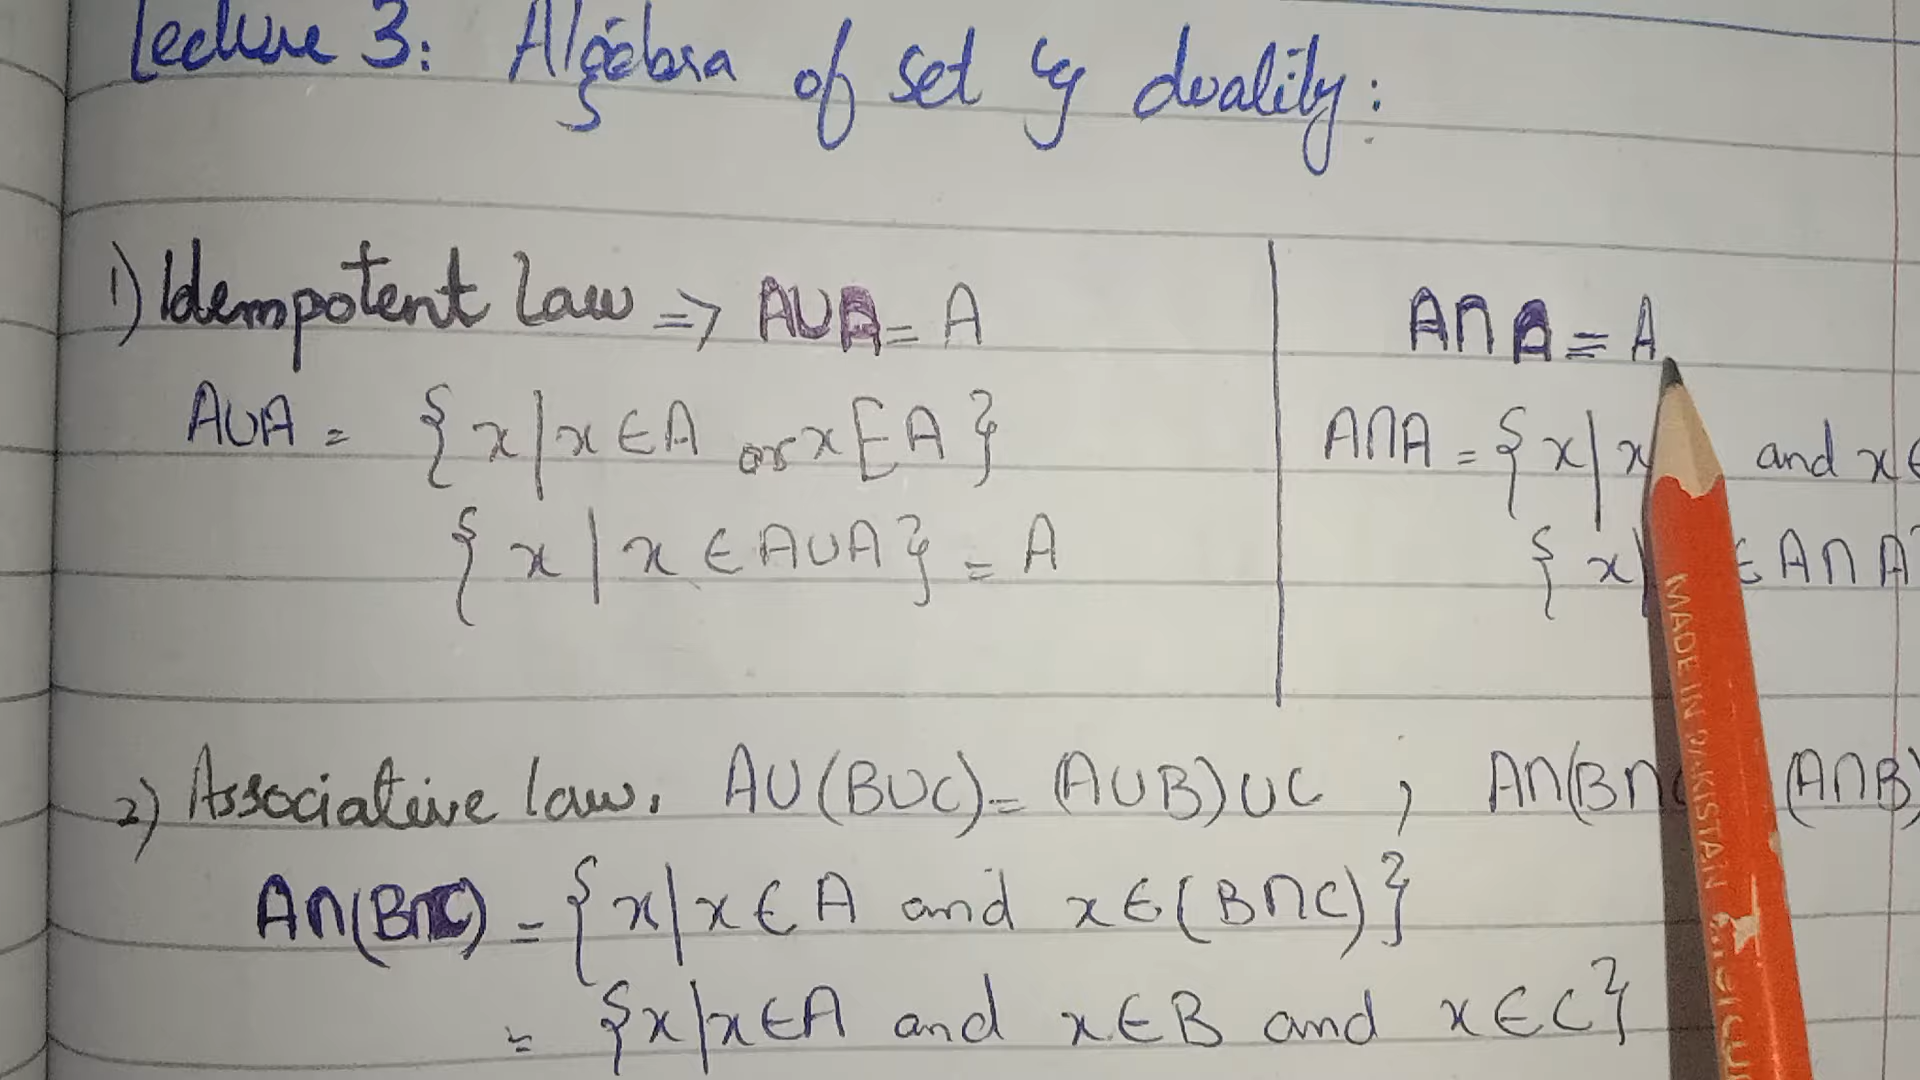 Lecture 3: Algebra of set & duality:
1) Idempotent Law => A∪A = A
A∪A = {x|x∈A or x∈A}
{x|x∈A∪A} = A
A∩A = A
A∩A = {x|x and x∈
{x| ∈A∩A
2) Associative law. A∪(B∪C) = (A∪B)∪C ; A∩(B∩C (A∩B)
A∩(B∩C) = {x|x∈A and x∈(B∩C)}
= {x|x∈A and x∈B and x∈C}
MADE IN PAKISTAN